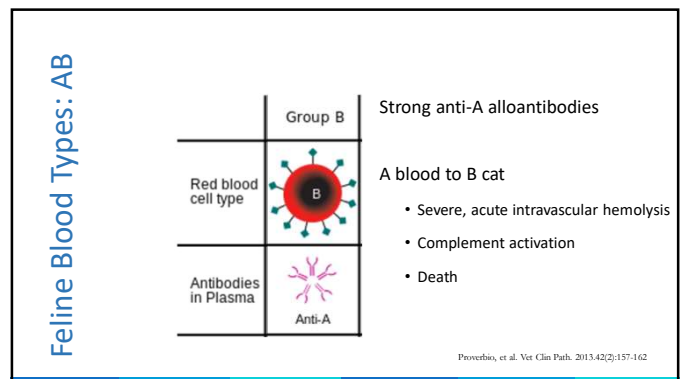 Feline Blood Types: AB
Group B
Red blood
cell type
B
Antibodies
in Plasma
Anti-A
Strong anti-A alloantibodies
A blood to B cat
• Severe, acute intravascular hemolysis
• Complement activation
• Death
Proverbio, et al. Vet Clin Path. 2013.42(2):157-162